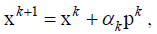 x^{k+1} = x^k + α_k p^k ,